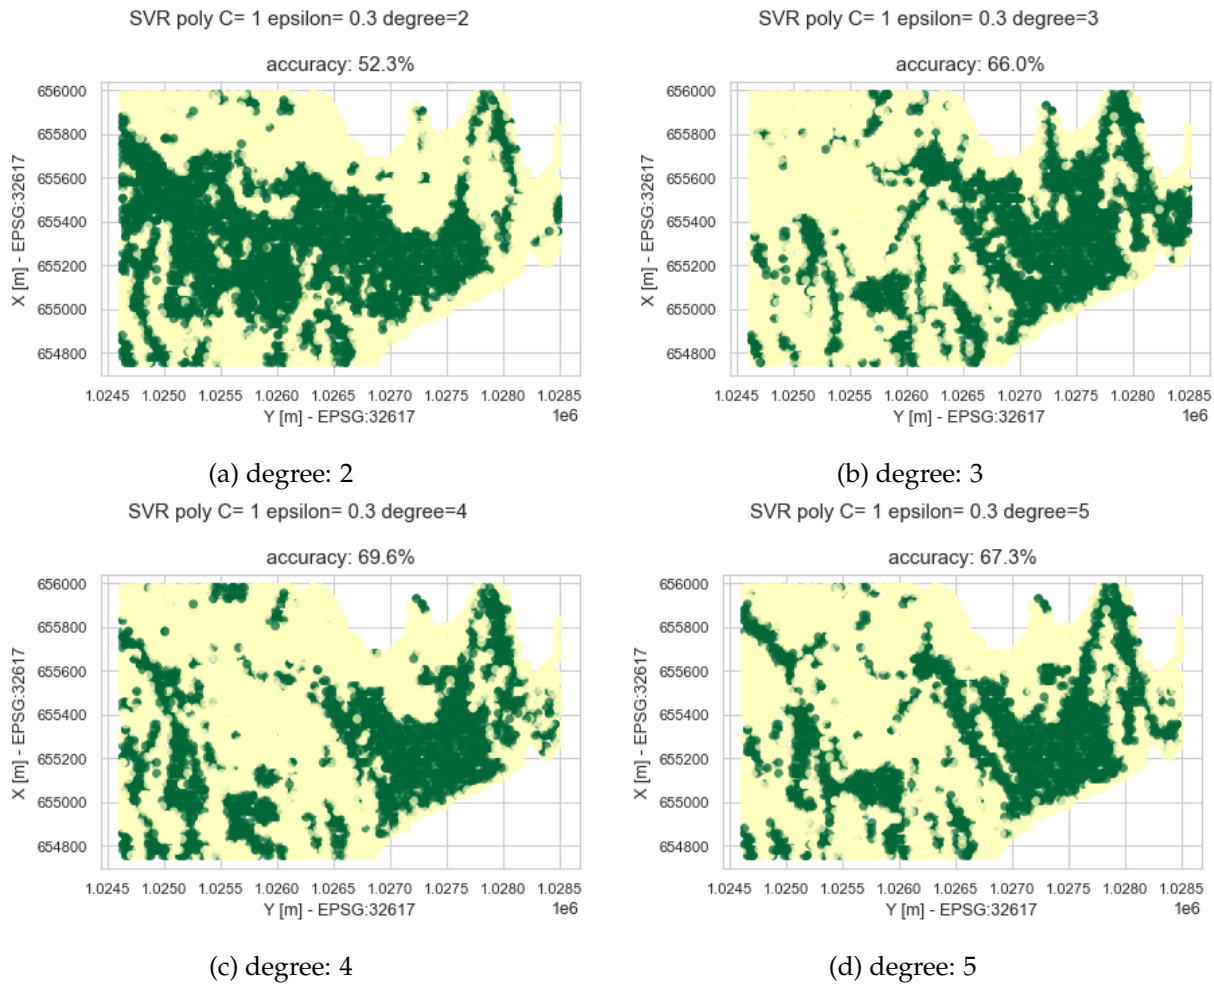 SVR poly C= 1 epsilon= 0.3 degree=2
accuracy: 52.3%
656000
655800
655600
655400
655200
655000
654800
X [m] - EPSG:32617
1.0245 1.0250 1.0255 1.0260 1.0265 1.0270 1.0275 1.0280 1.0285
1e6
Y [m] - EPSG:32617
(a) degree: 2
SVR poly C= 1 epsilon= 0.3 degree=3
accuracy: 66.0%
656000
655800
655600
655400
655200
655000
654800
X [m] - EPSG:32617
1.0245 1.0250 1.0255 1.0260 1.0265 1.0270 1.0275 1.0280 1.0285
1e6
Y [m] - EPSG:32617
(b) degree: 3
SVR poly C= 1 epsilon= 0.3 degree=4
accuracy: 69.6%
656000
655800
655600
655400
655200
655000
654800
X [m] - EPSG:32617
1.0245 1.0250 1.0255 1.0260 1.0265 1.0270 1.0275 1.0280 1.0285
1e6
Y [m] - EPSG:32617
(c) degree: 4
SVR poly C= 1 epsilon= 0.3 degree=5
accuracy: 67.3%
656000
655800
655600
655400
655200
655000
654800
X [m] - EPSG:32617
1.0245 1.0250 1.0255 1.0260 1.0265 1.0270 1.0275 1.0280 1.0285
1e6
Y [m] - EPSG:32617
(d) degree: 5